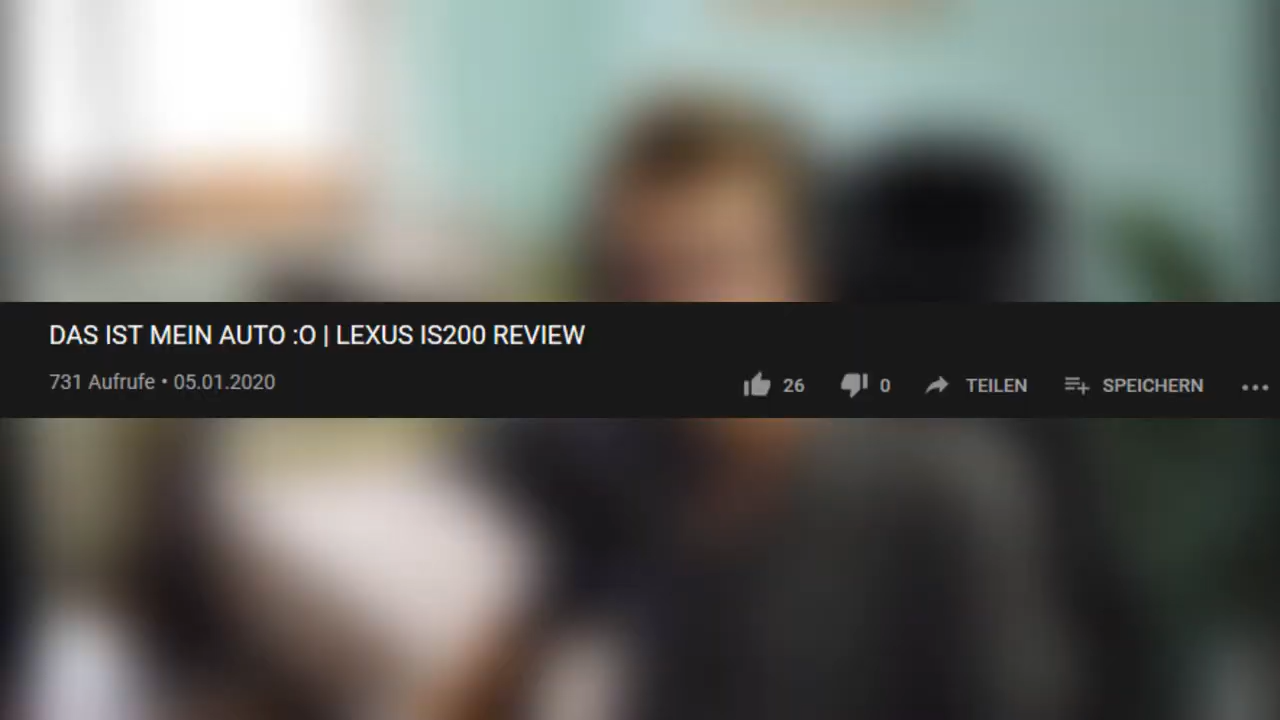 DAS IST MEIN AUTO :O | LEXUS IS200 REVIEW
731 Aufrufe • 05.01.2020
26 0 TEILEN SPEICHERN